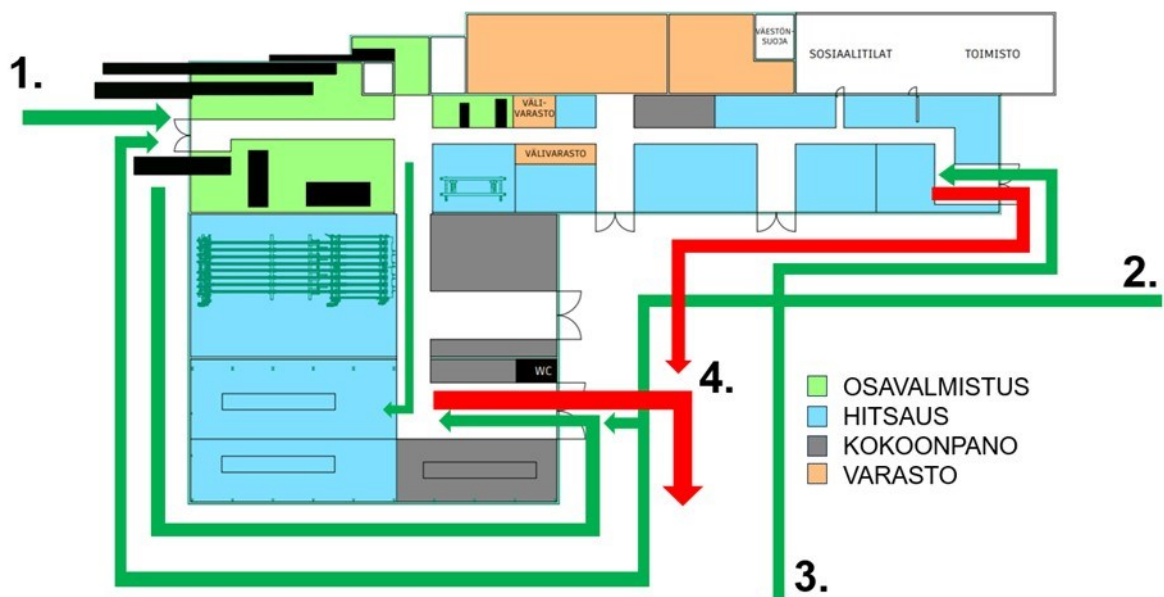 VÄESTÖN-
SUOJA
SOSIAALITILAT
TOIMISTO
1.
VÄLI-
VARASTO
VÄLIVARASTO
2.
WC
4.
OSAVALMISTUS
HITSAUS
KOKOONPANO
VARASTO
3.